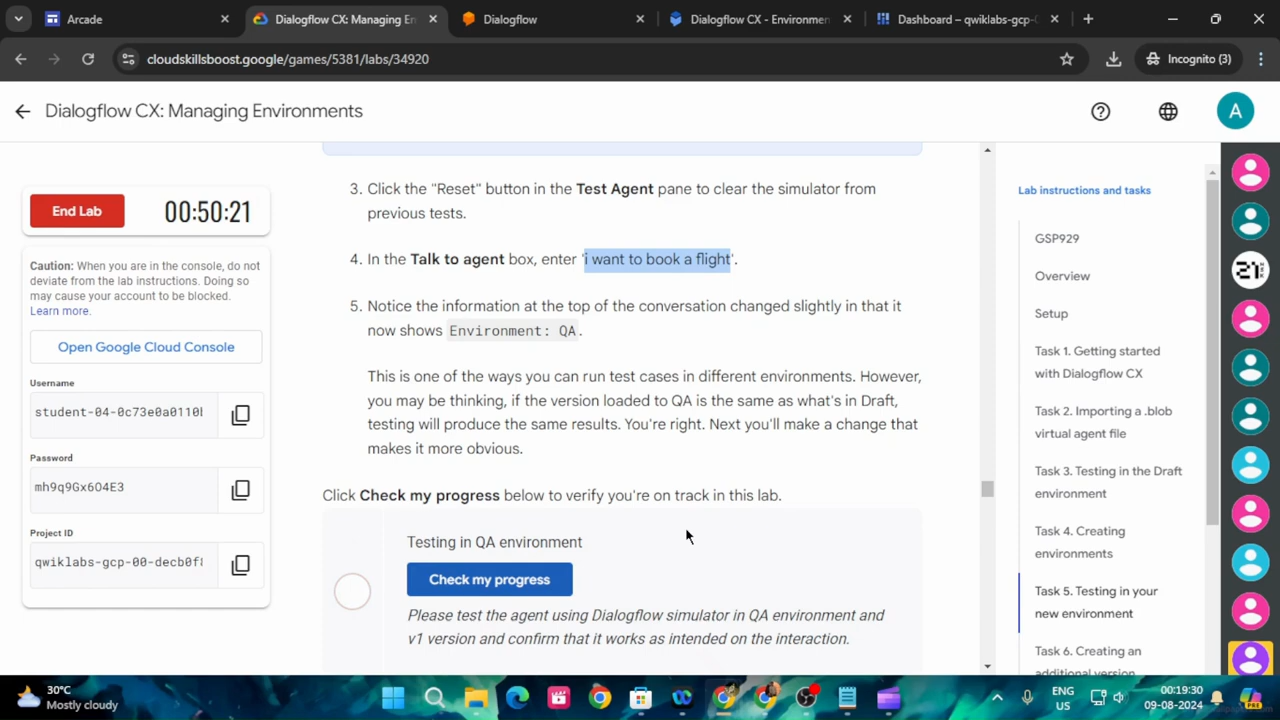 Arcade
Dialogflow CX: Managing En
Dialogflow
Dialogflow CX - Environmen
Dashboard – qwiklabs-gcp-0
cloudskillsboost.google/games/5381/labs/34920
Incognito (3)
Dialogflow CX: Managing Environments
A
End Lab
00:50:21
Caution: When you are in the console, do not
deviate from the lab instructions. Doing so
may cause your account to be blocked.
Learn more.
Open Google Cloud Console
Username
student-04-0c73e0a0110b
Password
mh9q9Gx6O4E3
Project ID
qwiklabs-gcp-00-decb0f8
3. Click the "Reset" button in the Test Agent pane to clear the simulator from
previous tests.
4. In the Talk to agent box, enter 'i want to book a flight'.
5. Notice the information at the top of the conversation changed slightly in that it
now shows Environment: QA.
This is one of the ways you can run test cases in different environments. However,
you may be thinking, if the version loaded to QA is the same as what's in Draft,
testing will produce the same results. You're right. Next you'll make a change that
makes it more obvious.
Click Check my progress below to verify you're on track in this lab.
Testing in QA environment
Check my progress
Please test the agent using Dialogflow simulator in QA environment and
v1 version and confirm that it works as intended on the interaction.
Lab instructions and tasks
GSP929
Overview
Setup
Task 1. Getting started
with Dialogflow CX
Task 2. Importing a .blob
virtual agent file
Task 3. Testing in the Draft
environment
Task 4. Creating
environments
Task 5. Testing in your
new environment
Task 6. Creating an
additional version
30°C
Mostly cloudy
ENG
US
00:19:30
09-08-2024